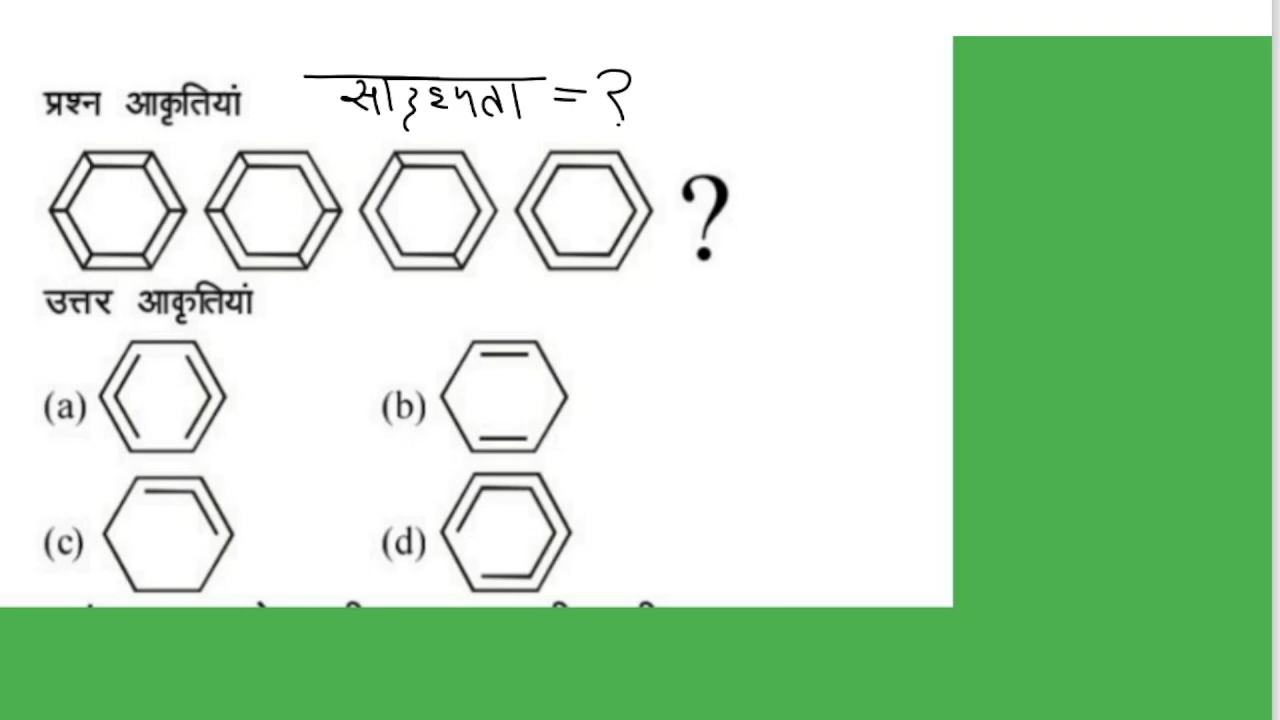 प्रश्न आकृतियां सादृश्यता = ?
?
उत्तर आकृतियां
(a) (b)
(c) (d)